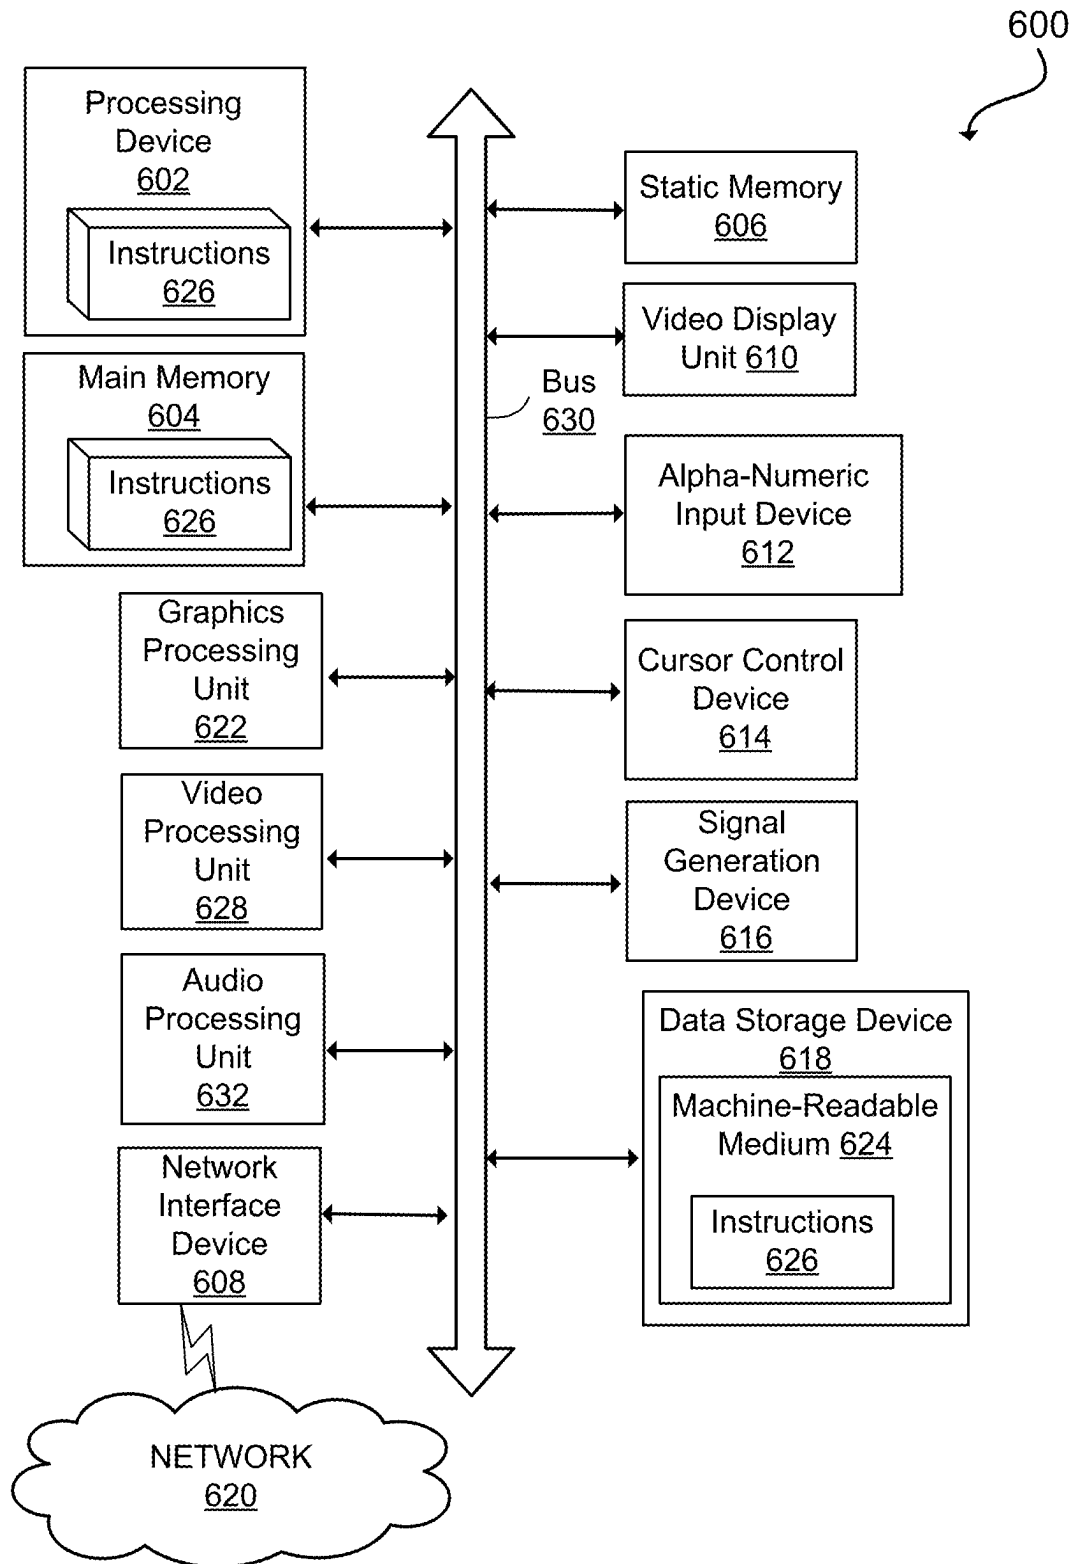 600
Processing
Device
602
Instructions
626
Main Memory
604
Instructions
626
Graphics
Processing
Unit
622
Video
Processing
Unit
628
Audio
Processing
Unit
632
Network
Interface
Device
608
NETWORK
620
Bus
630
Static Memory
606
Video Display
Unit 610
Alpha-Numeric
Input Device
612
Cursor Control
Device
614
Signal
Generation
Device
616
Data Storage Device
618
Machine-Readable
Medium 624
Instructions
626